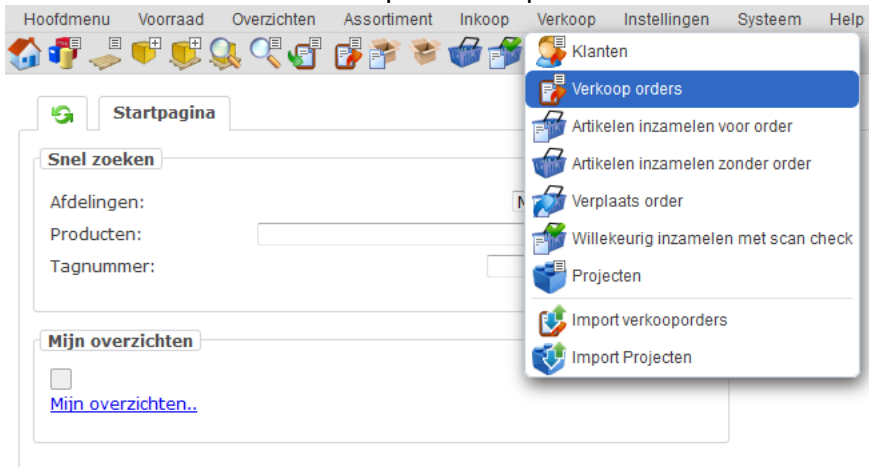 Hoofdmenu Voorraad Overzichten Assortiment Inkoop Verkoop Instellingen Systeem Help
Klanten
Verkoop orders
Artikelen inzamelen voor order
Artikelen inzamelen zonder order
Verplaats order
Willekeurig inzamelen met scan check
Projecten
Import verkooporders
Import Projecten
Startpagina
Snel zoeken
Afdelingen:
Producten:
Tagnummer:
Mijn overzichten
Mijn overzichten..